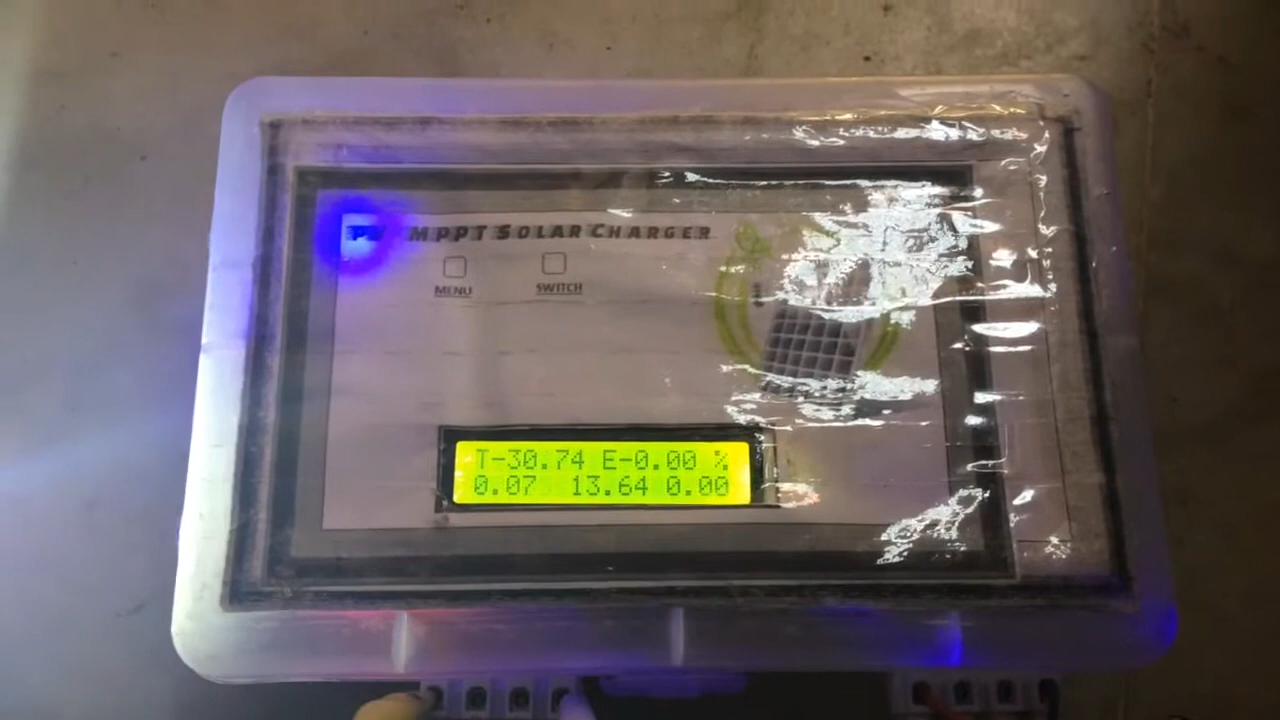 MPPT SOLAR CHARGER
MENU SWITCH
T-30.74 E-0.00 %
0.07 13.64 0.00